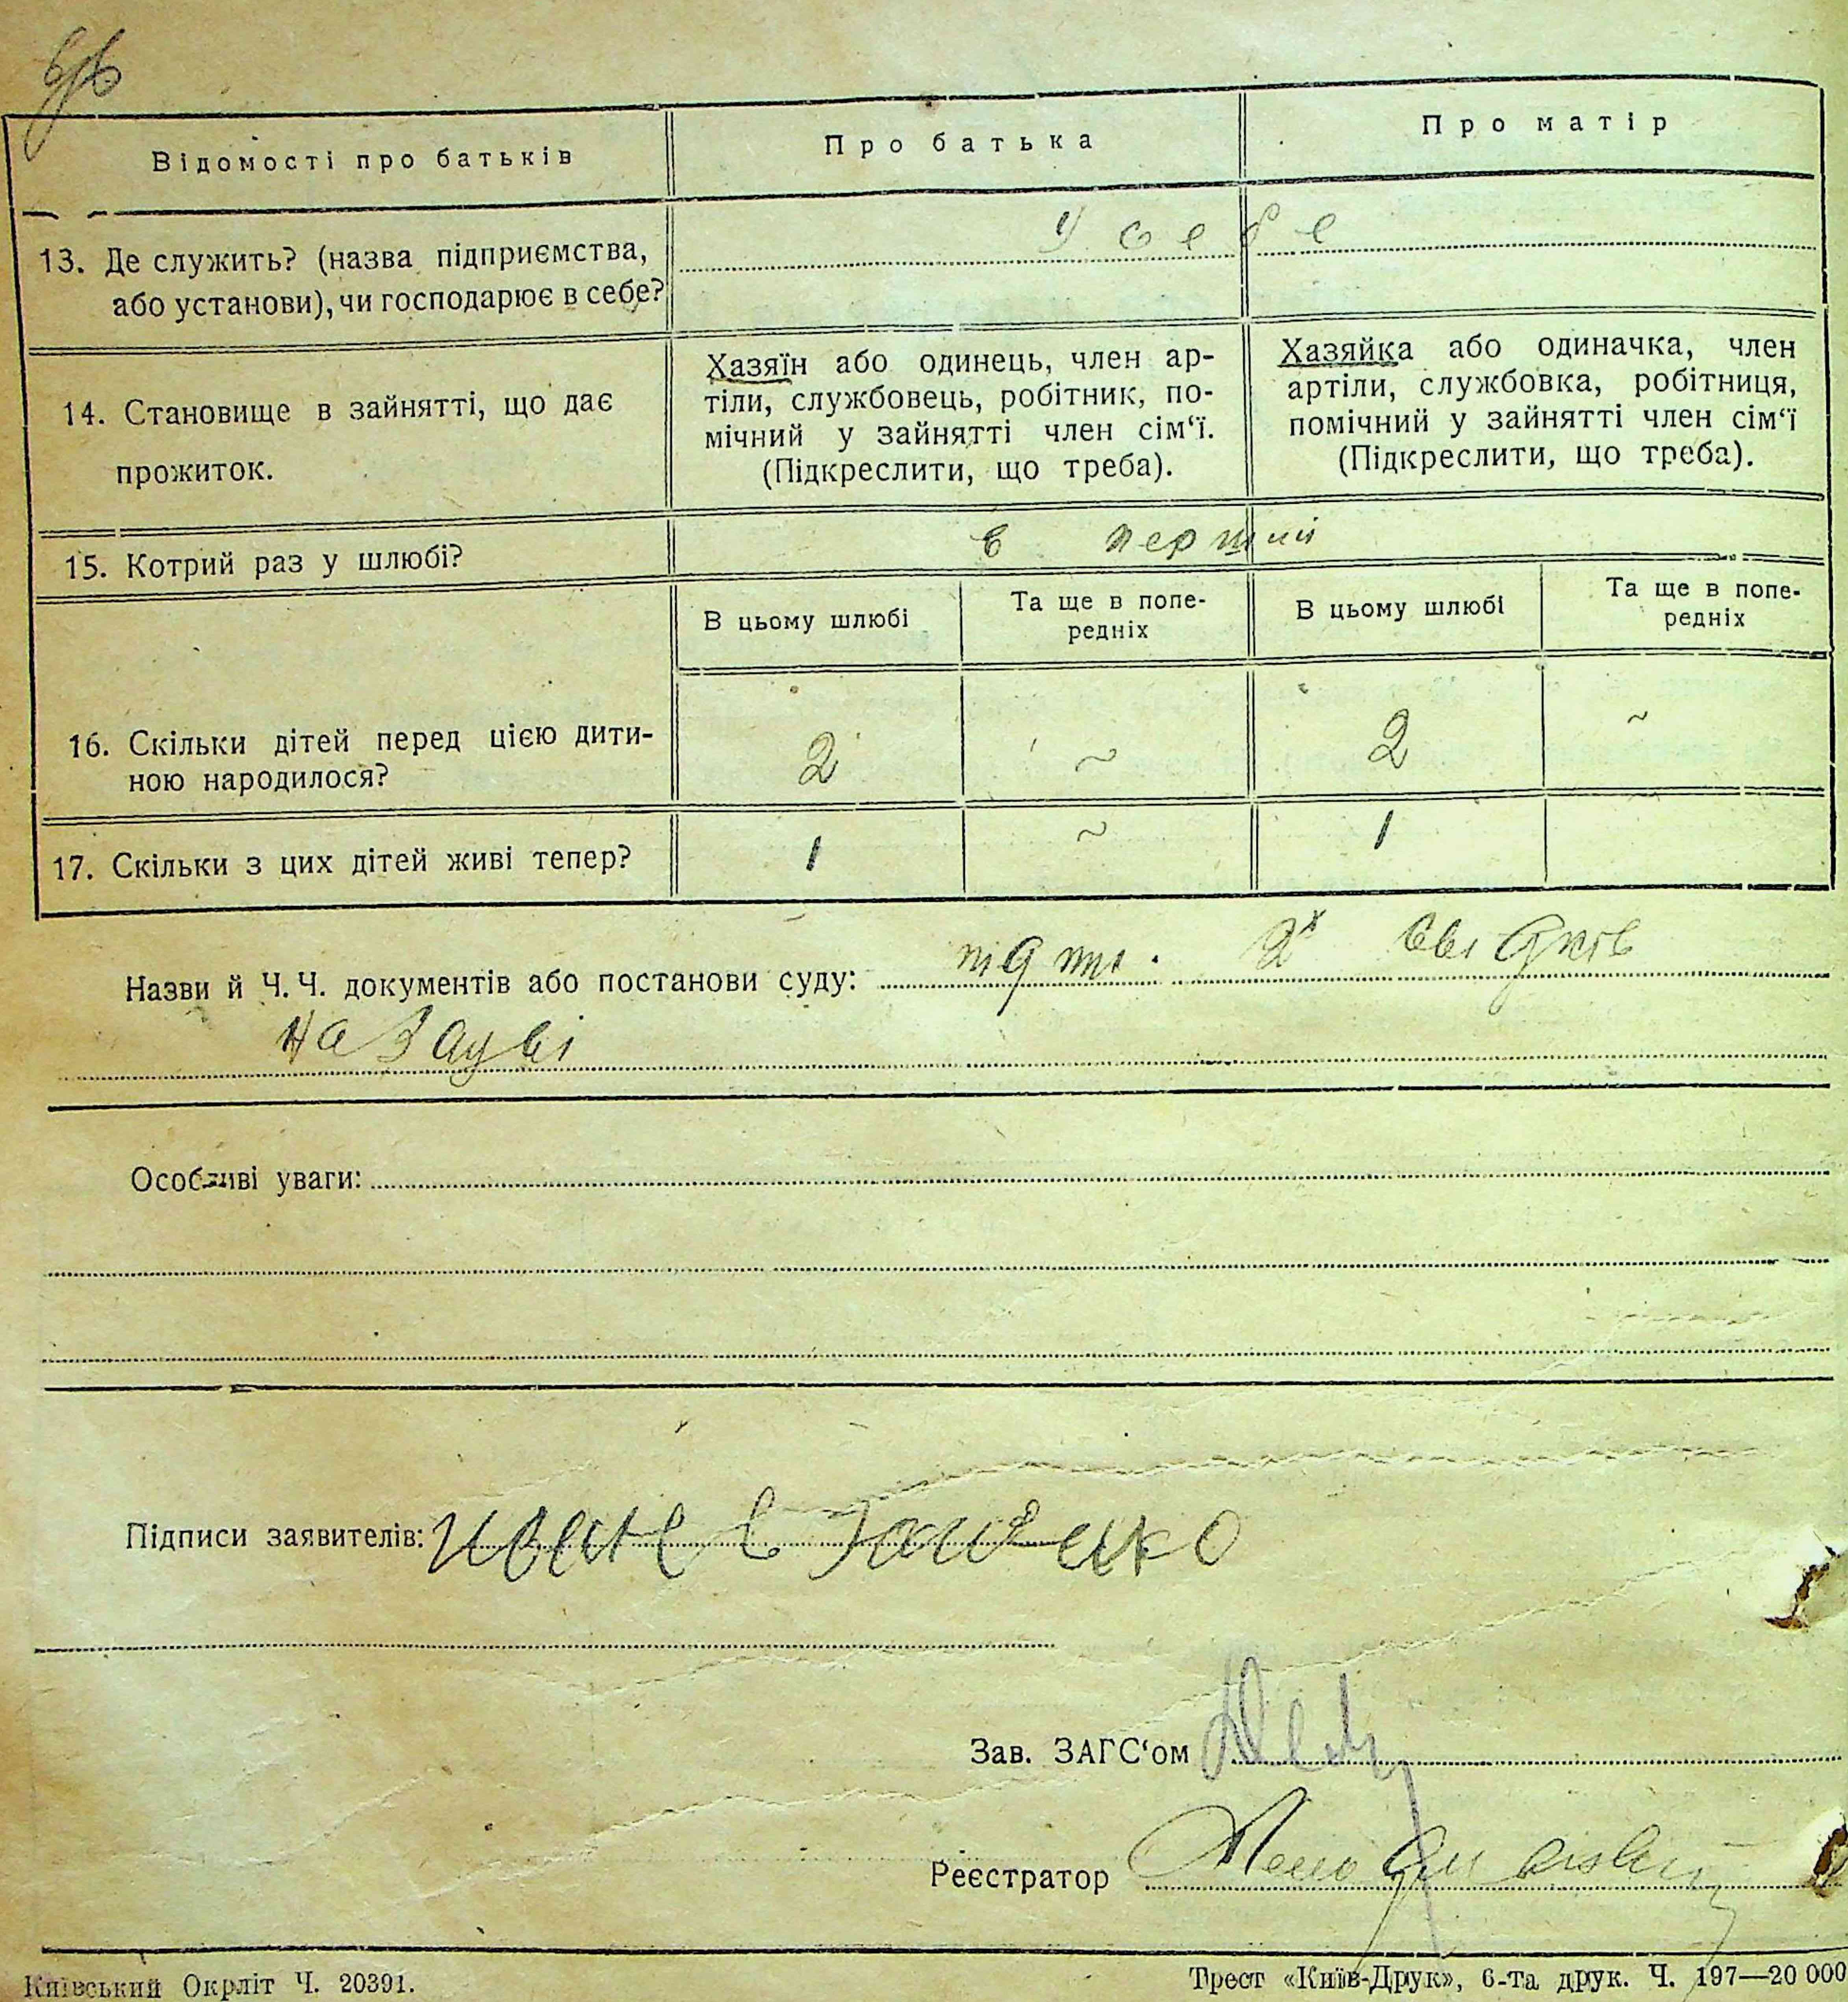 Відомості про батьків
Про батька
Про матір
13. Де служить? (назва підприємства,
або установи), чи господарює в себе?
У себе
14. Становище в зайнятті, що дає
прожиток.
Хазяїн або одинець, член ар-
тіли, службовець, робітник, по-
мічний у зайнятті член сім‘ї.
(Підкреслити, що треба).
Хазяйка або одиначка, член
артіли, службовка, робітниця,
помічний у зайнятті член сім‘ї
(Підкреслити, що треба).
15. Котрий раз у шлюбі?
в перший
В цьому шлюбі
Та ще в попе-
редніх
В цьому шлюбі
Та ще в попе-
редніх
16. Скільки дітей перед цією дити-
ною народилося?
2 ~ 2 ~
17. Скільки з цих дітей живі тепер?
1 ~ 1
Назви й Ч. Ч. документів або постанови суду: підпи. 2х свідків
на заяві
Особливі уваги:
Підписи заявителів:
Зав. ЗАГС‘ом
Реєстратор
Київський Окрліт Ч. 20391.
Трест «Київ-Друк», 6-та друк. Ч. 197—20 000